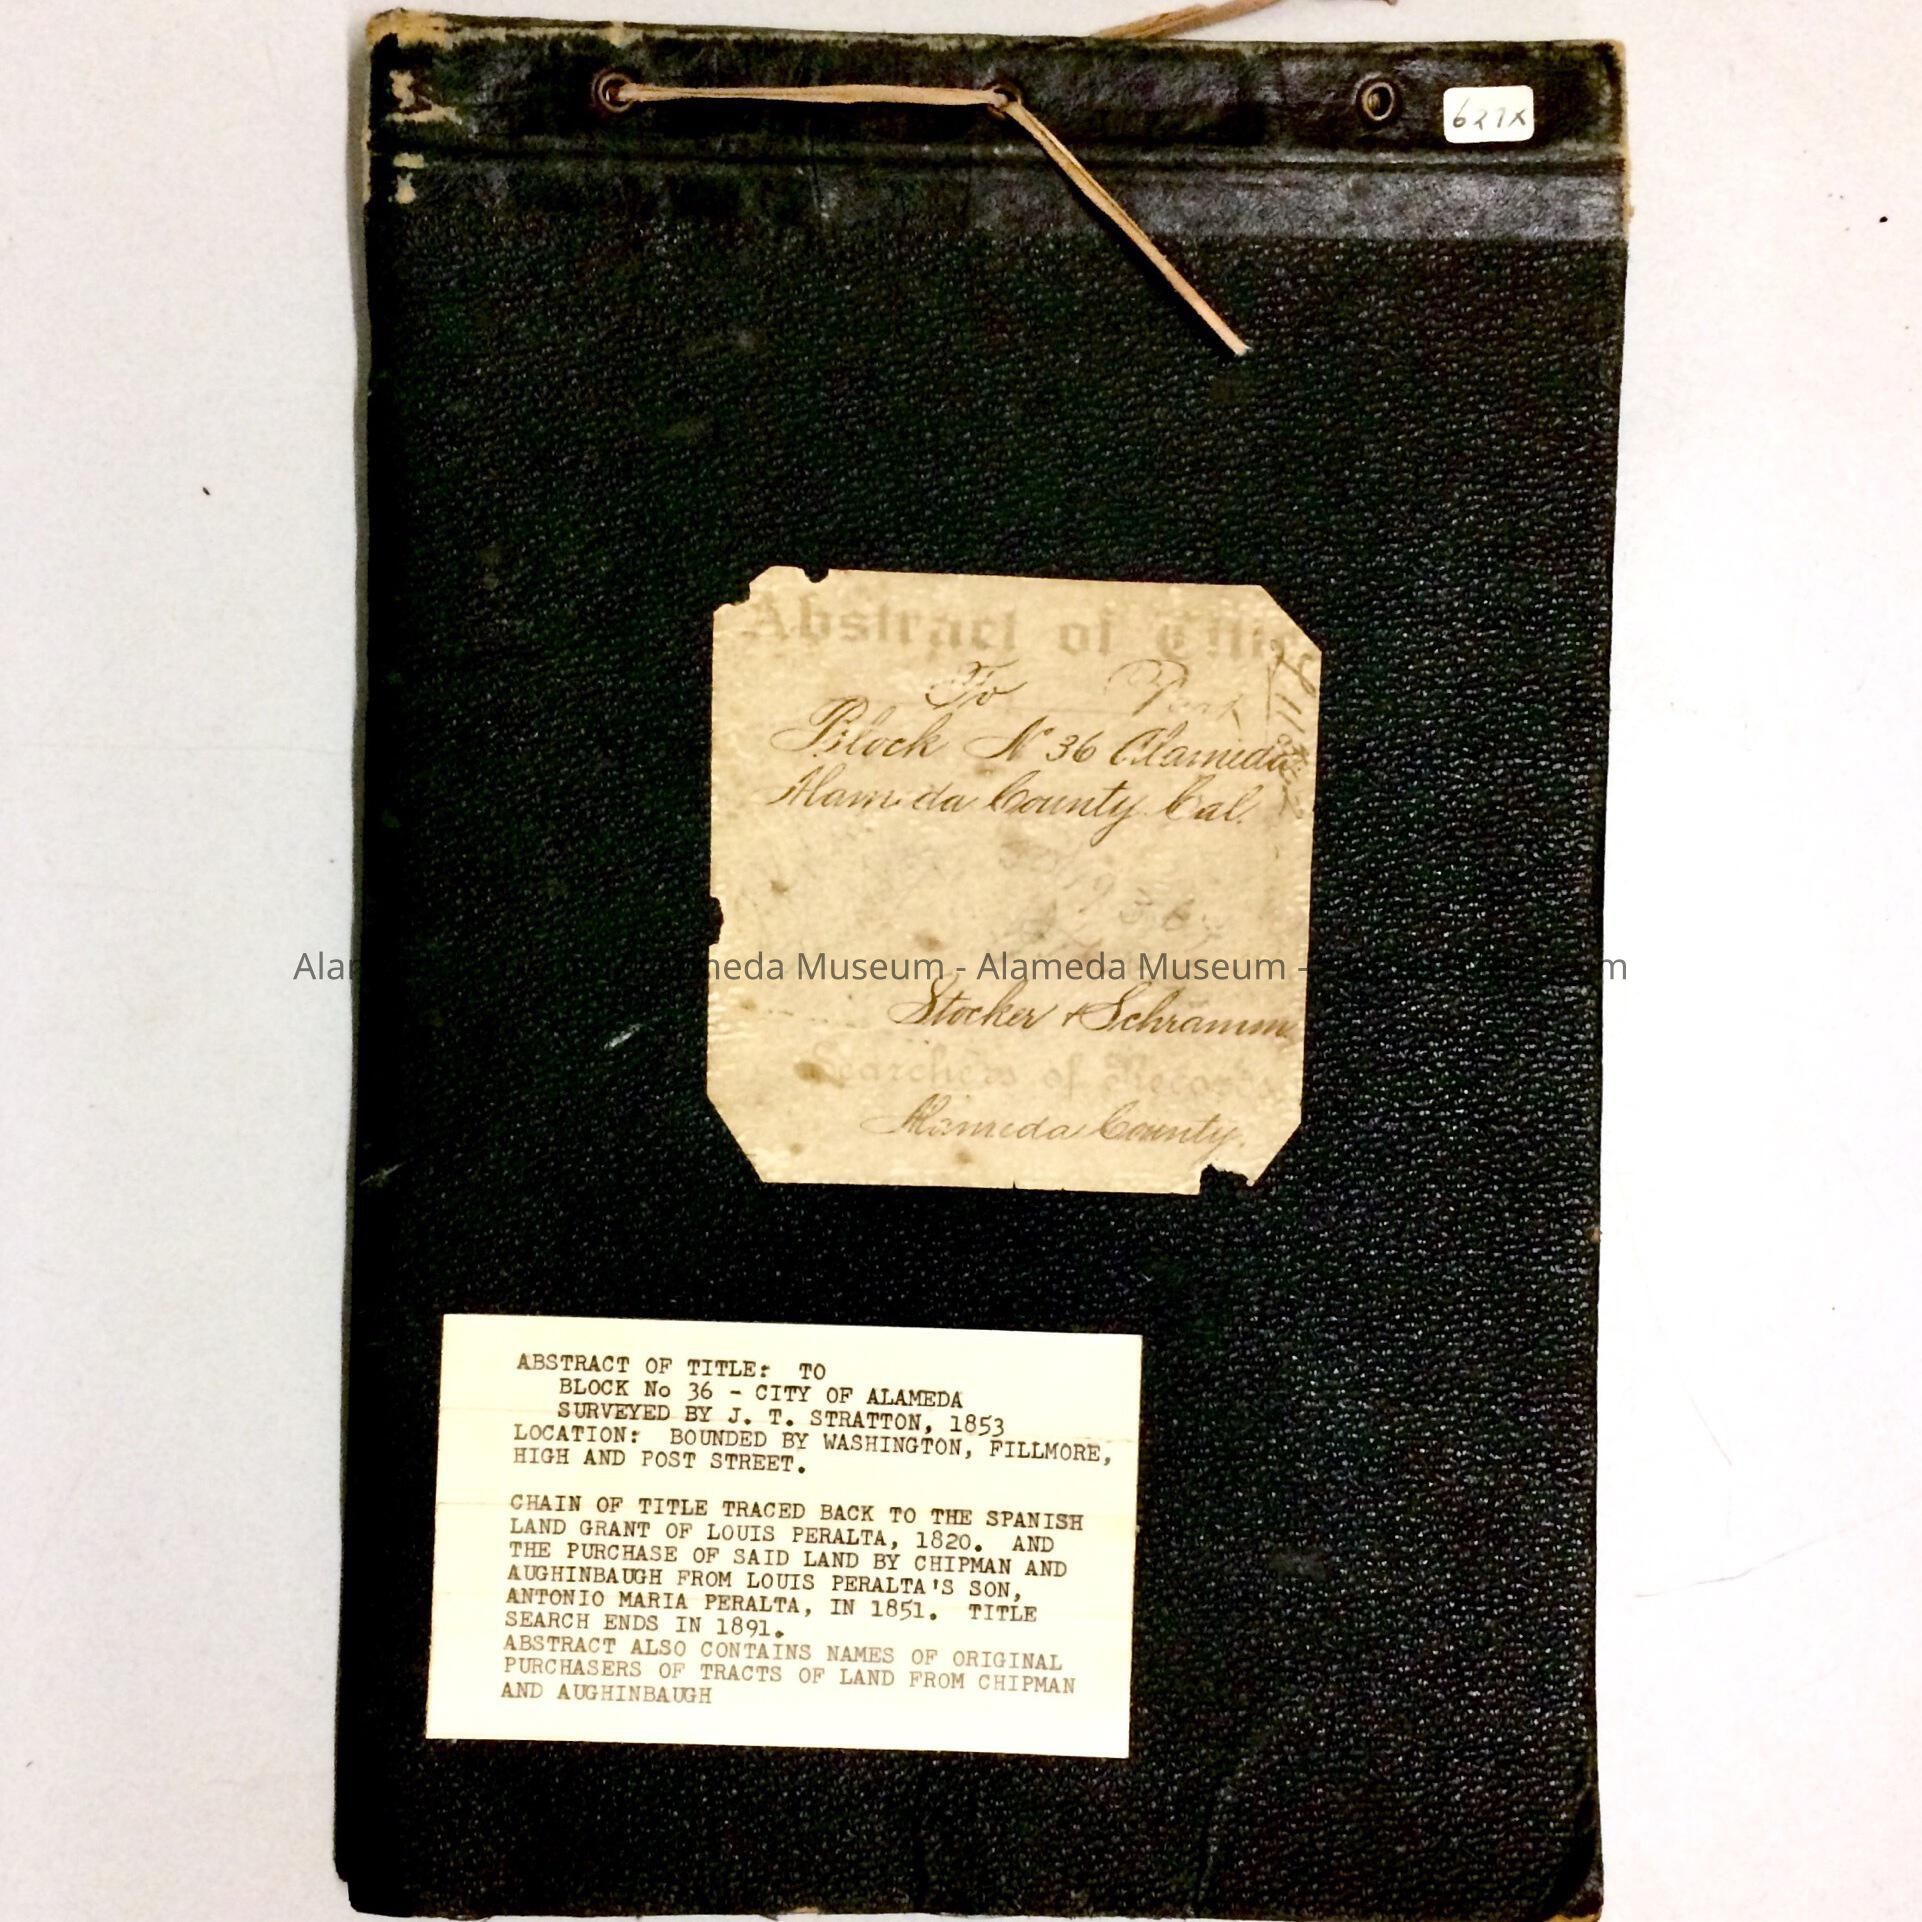 627x
Abstract of Title
To
Block No 36 Alameda
Alameda County Cal.
Alameda Museum - Alameda Museum -
Stocker & Schramm
Searchers of Records
Alameda County.
ABSTRACT OF TITLE: TO
BLOCK No 36 - CITY OF ALAMEDA
SURVEYED BY J. T. STRATTON, 1853
LOCATION: BOUNDED BY WASHINGTON, FILLMORE,
HIGH AND POST STREET.
CHAIN OF TITLE TRACED BACK TO THE SPANISH
LAND GRANT OF LOUIS PERALTA, 1820. AND
THE PURCHASE OF SAID LAND BY CHIPMAN AND
AUGHINBAUGH FROM LOUIS PERALTA'S SON,
ANTONIO MARIA PERALTA, IN 1851. TITLE
SEARCH ENDS IN 1891.
ABSTRACT ALSO CONTAINS NAMES OF ORIGINAL
PURCHASERS OF TRACTS OF LAND FROM CHIPMAN
AND AUGHINBAUGH